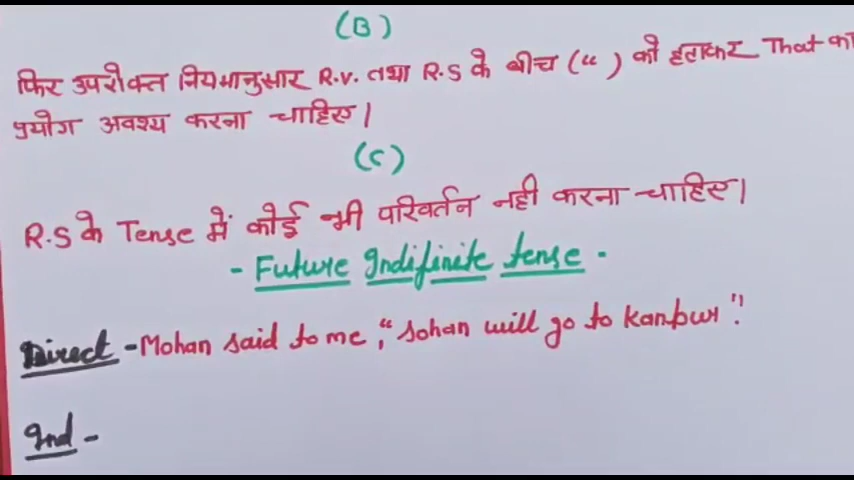 (B)
फिर उपरोक्त नियमानुसार R.V. तथा R.S के बीच (“ ) को हटाकर That का
प्रयोग अवश्य करना चाहिए।
(C)
R.S के Tense में कोई भी परिवर्तन नही करना चाहिए।
- Future Indifinite tense -
Direct - Mohan said to me, “Sohan will go to Kanpur".
Ind -